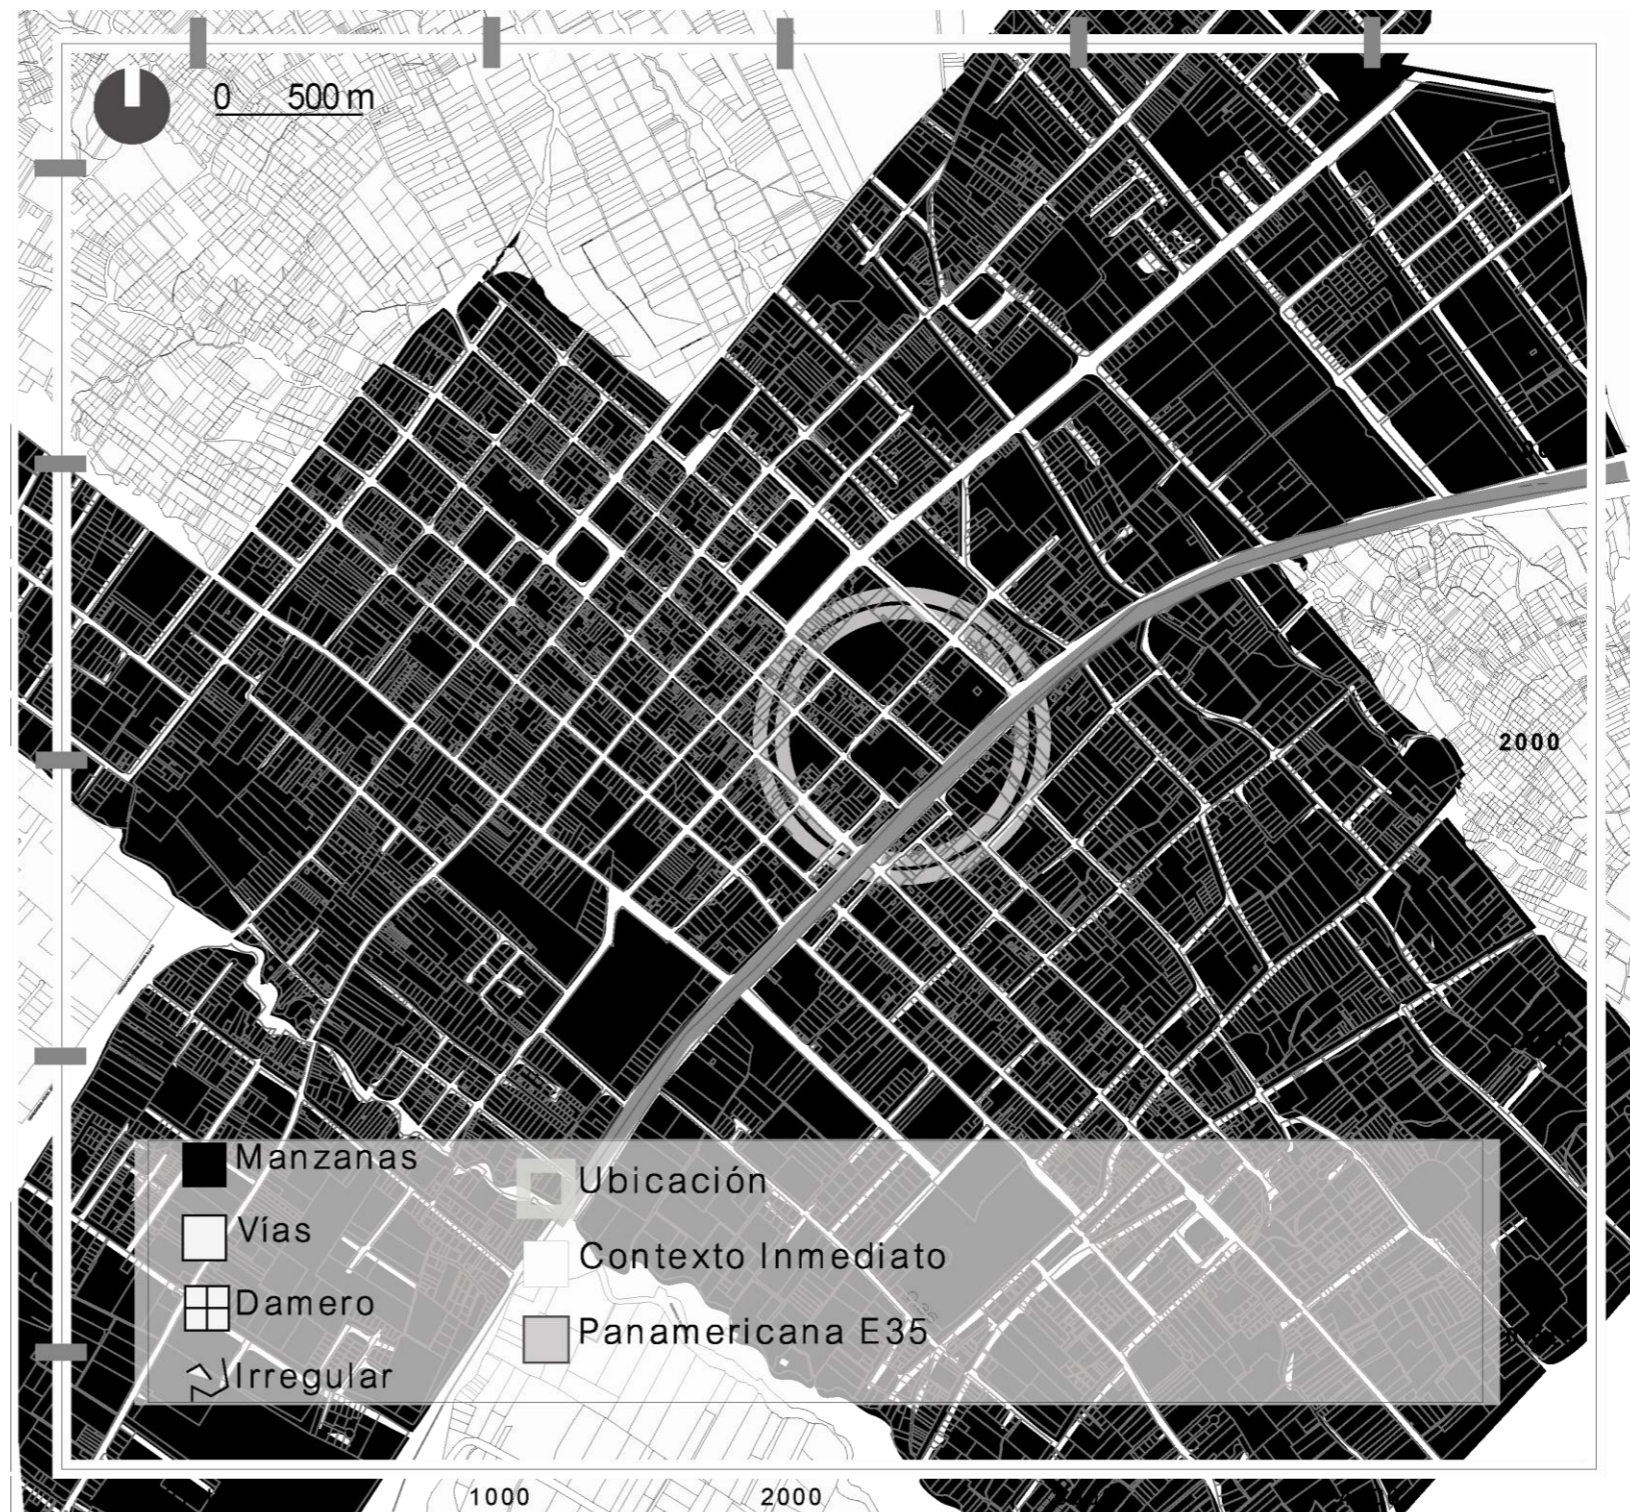 0 500 m
2000
Manzanas
Vías
Damero
Irregular
Ubicación
Contexto Inmediato
Panamericana E35
1000 2000